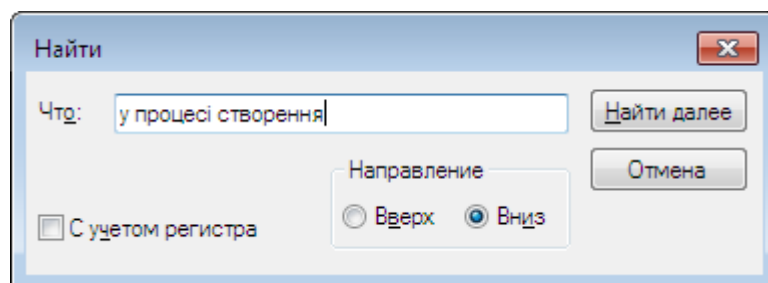 Найти
Что: у процесі створення Найти далее
Направление Отмена
С учетом регистра Вверх Вниз